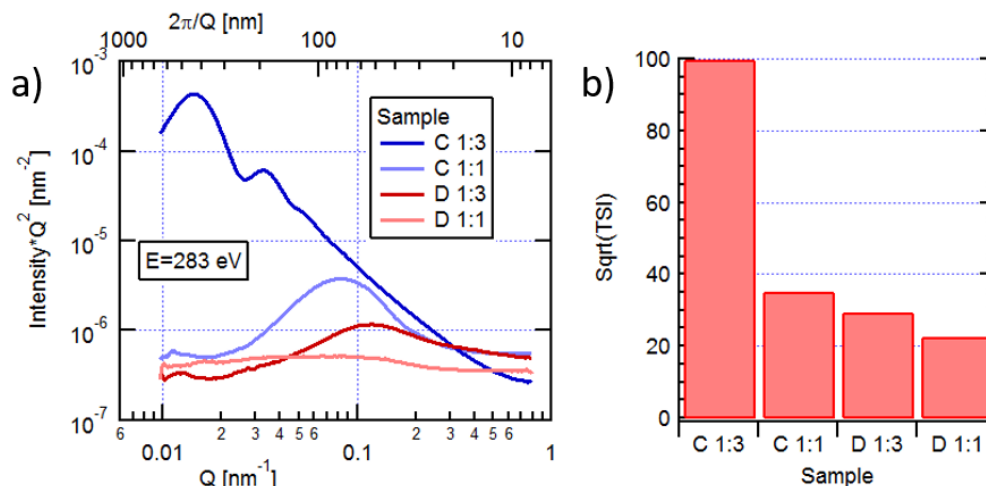 a)
2π/Q [nm]
1000
100
10
10⁻³
10⁻⁴
10⁻⁵
10⁻⁶
10⁻⁷
Intensity*Q² [nm⁻²]
Sample
C 1:3
C 1:1
D 1:3
D 1:1
E=283 eV
6 2 3 4 5 6 2 3 4 5 6
0.01 0.1 1
Q [nm⁻¹]
b)
100
80
60
40
20
0
Sqrt(TSI)
C 1:3 C 1:1 D 1:3 D 1:1
Sample